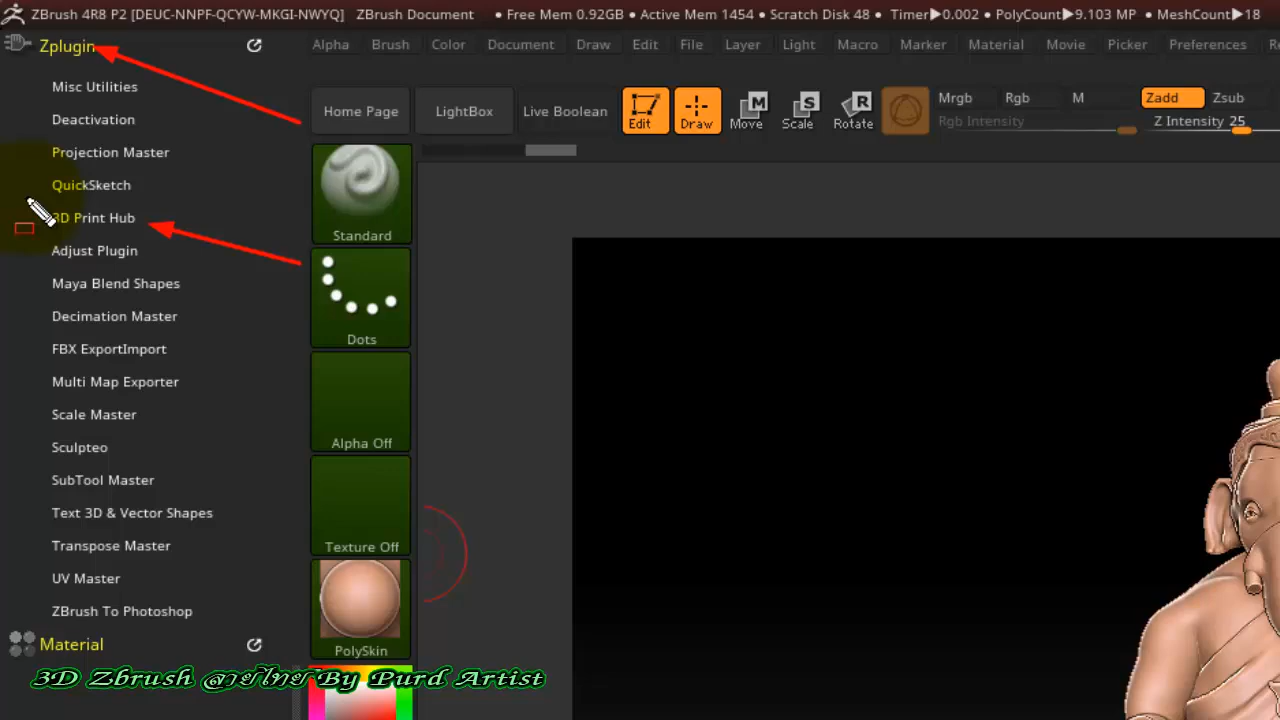 ZBrush 4R8 P2 [DEUC-NNPF-QCYW-MKGI-NWYQ] ZBrush Document • Free Mem 0.92GB • Active Mem 1454 • Scratch Disk 48 • Timer▶0.002 • PolyCount▶9.103 MP • MeshCount▶18
Zplugin
Alpha Brush Color Document Draw Edit File Layer Light Macro Marker Material Movie Picker Preferences
Misc Utilities
Deactivation
Projection Master
QuickSketch
3D Print Hub
Adjust Plugin
Maya Blend Shapes
Decimation Master
FBX ExportImport
Multi Map Exporter
Scale Master
Sculpteo
SubTool Master
Text 3D & Vector Shapes
Transpose Master
UV Master
ZBrush To Photoshop
Material
Home Page LightBox Live Boolean
Edit Draw
M Move
S Scale
R Rotate
Mrgb Rgb M Zadd Zsub
Rgb Intensity Z Intensity 25
Standard
Dots
Alpha Off
Texture Off
PolySkin
3D Zbrush ลายไทย By Purd Artist